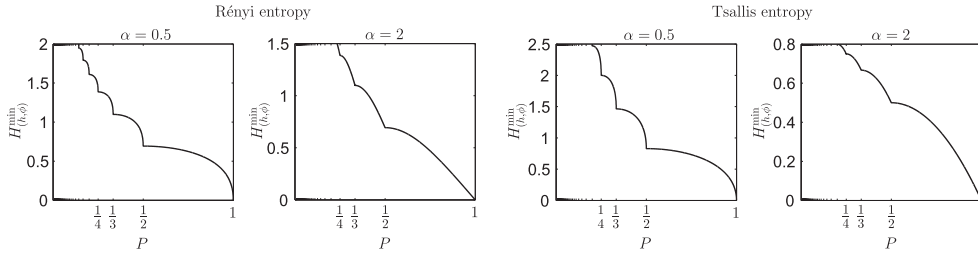 Rényi entropy
α = 0.5
H^min_(h,ϕ)
2
1.5
1
0.5
0
1/4 1/3 1/2 1
P
α = 2
H^min_(h,ϕ)
1.5
1
0.5
0
1/4 1/3 1/2 1
P
Tsallis entropy
α = 0.5
H^min_(h,ϕ)
2.5
2
1.5
1
0.5
0
1/4 1/3 1/2 1
P
α = 2
H^min_(h,ϕ)
0.8
0.6
0.4
0.2
0
1/4 1/3 1/2
P